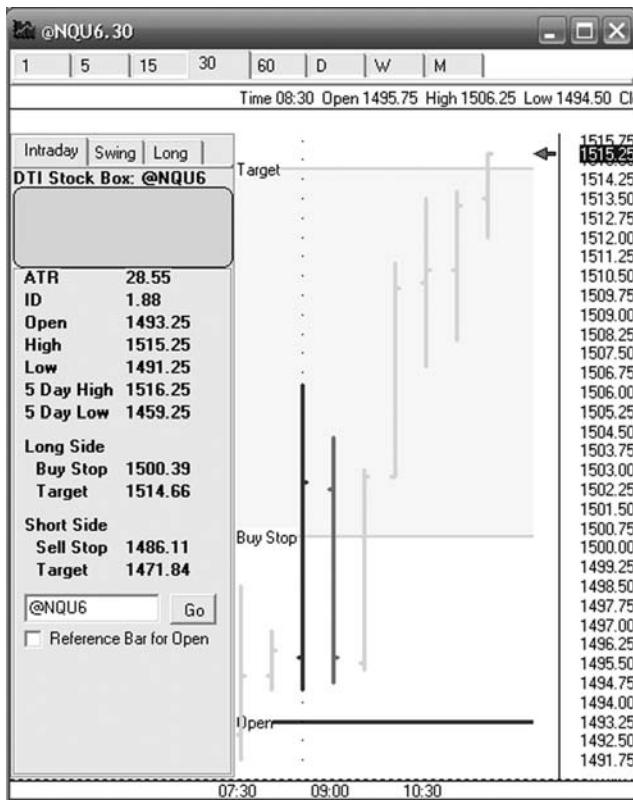 @NQU6.30
1 5 15 30 60 D W M
Time 08:30 Open 1495.75 High 1506.25 Low 1494.50 Cl
Intraday Swing Long
DTI Stock Box: @NQU6
ATR 28.55
ID 1.88
Open 1493.25
High 1515.25
Low 1491.25
5 Day High 1516.25
5 Day Low 1459.25
Long Side
Buy Stop 1500.39
Target 1514.66
Short Side
Sell Stop 1486.11
Target 1471.84
@NQU6 Go
Reference Bar for Open
Target
Buy Stop
Open
1515.75
1515.25
1514.25
1513.50
1512.75
1512.00
1511.25
1510.50
1509.75
1509.00
1508.25
1507.50
1506.75
1506.00
1505.25
1504.50
1503.75
1503.00
1502.25
1501.50
1500.75
1500.00
1499.25
1498.50
1497.75
1497.00
1496.25
1495.50
1494.75
1494.00
1493.25
1492.50
1491.75
07:30 09:00 10:30